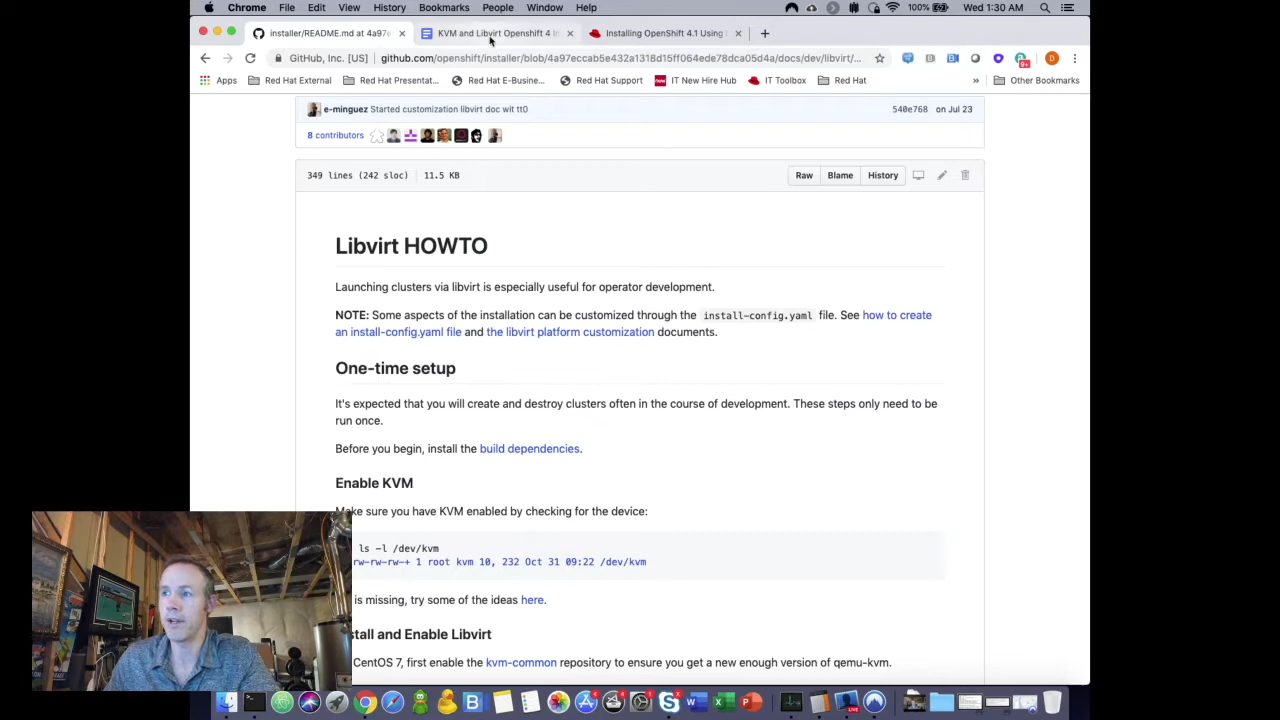 Chrome File Edit View History Bookmarks People Window Help 100% Wed 1:30 AM
installer/README.md at 4a97e KVM and Libvirt Openshift 4 In Installing OpenShift 4.1 Using
GitHub, Inc. [US] github.com/openshift/installer/blob/4a97eccab5e432a1318d15ff064ede78dca05d4a/docs/dev/libvirt/...
Apps Red Hat External Red Hat Presentat... Red Hat E-Busine... Red Hat Support IT New Hire Hub IT Toolbox Red Hat » Other Bookmarks
e-minguez Started customization libvirt doc wit tt0 540e768 on Jul 23
8 contributors
349 lines (242 sloc) 11.5 KB Raw Blame History
Libvirt HOWTO
Launching clusters via libvirt is especially useful for operator development.
NOTE: Some aspects of the installation can be customized through the install-config.yaml file. See how to create
an install-config.yaml file and the libvirt platform customization documents.
One-time setup
It's expected that you will create and destroy clusters often in the course of development. These steps only need to be
run once.
Before you begin, install the build dependencies.
Enable KVM
Make sure you have KVM enabled by checking for the device:
ls -l /dev/kvm
rw-rw-rw-+ 1 root kvm 10, 232 Oct 31 09:22 /dev/kvm
is missing, try some of the ideas here.
stall and Enable Libvirt
CentOS 7, first enable the kvm-common repository to ensure you get a new enough version of qemu-kvm.